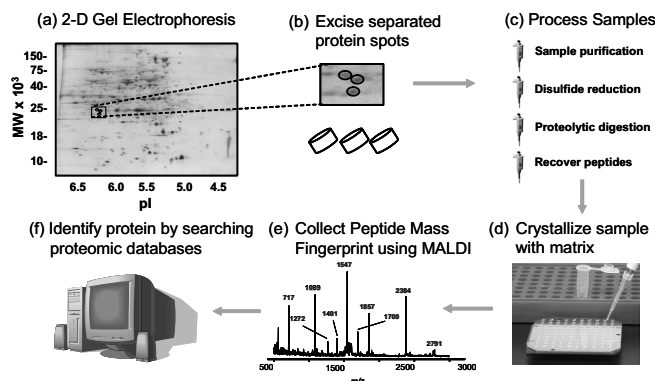 (a) 2-D Gel Electrophoresis
MW x 10³
150-
75-
40-
25-
18-
10-
6.5 6.0 5.5 5.0 4.5
pI
(b) Excise separated
protein spots
(c) Process Samples
Sample purification
Disulfide reduction
Proteolytic digestion
Recover peptides
(d) Crystallize sample
with matrix
(e) Collect Peptide Mass
Fingerprint using MALDI
1547
2384
1089
717
1857
1272
1401
1700
2791
500 1500 2500 3000
m/z
(f) Identify protein by searching
proteomic databases